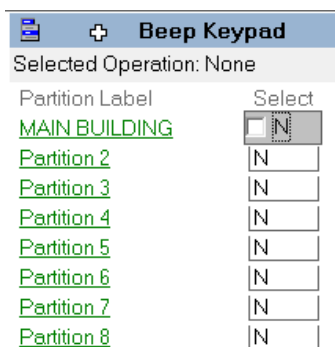 Beep Keypad
Selected Operation: None
Partition Label Select
MAIN BUILDING N
Partition 2 N
Partition 3 N
Partition 4 N
Partition 5 N
Partition 6 N
Partition 7 N
Partition 8 N